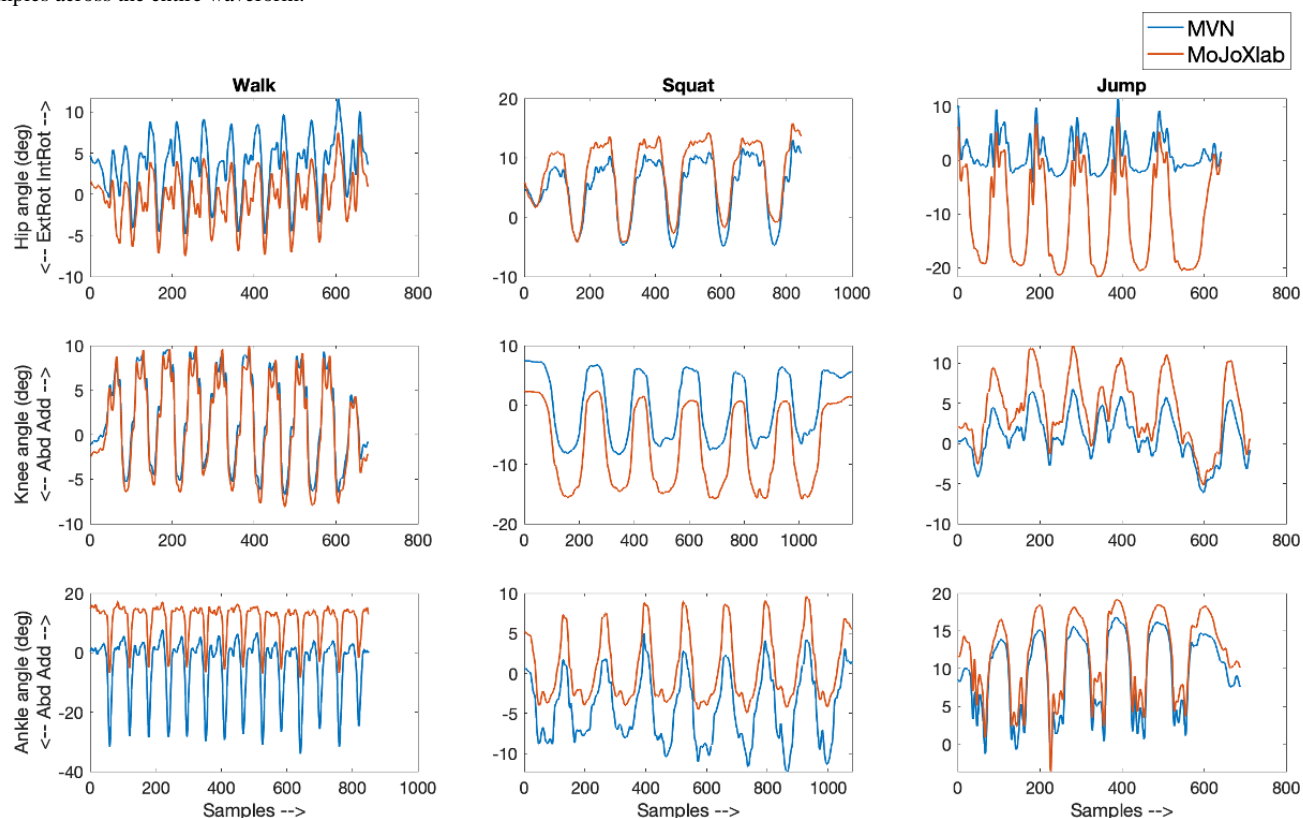 MVN
MoJoXlab
Walk
Squat
Jump
Hip angle (deg)
<-- ExtRot IntRot -->
10
5
0
-5
-10
0 200 400 600 800
20
10
0
-10
0 200 400 600 800 1000
10
0
-10
-20
0 200 400 600 800
Knee angle (deg)
<-- Abd Add -->
10
5
0
-5
-10
0 200 400 600 800
10
0
-10
-20
0 200 400 600 800 1000
10
5
0
-5
-10
0 200 400 600 800
Ankle angle (deg)
<-- Abd Add -->
20
0
-20
-40
0 200 400 600 800 1000
10
5
0
-5
-10
0 200 400 600 800 1000
20
15
10
5
0
0 200 400 600 800
Samples -->
Samples -->
Samples -->